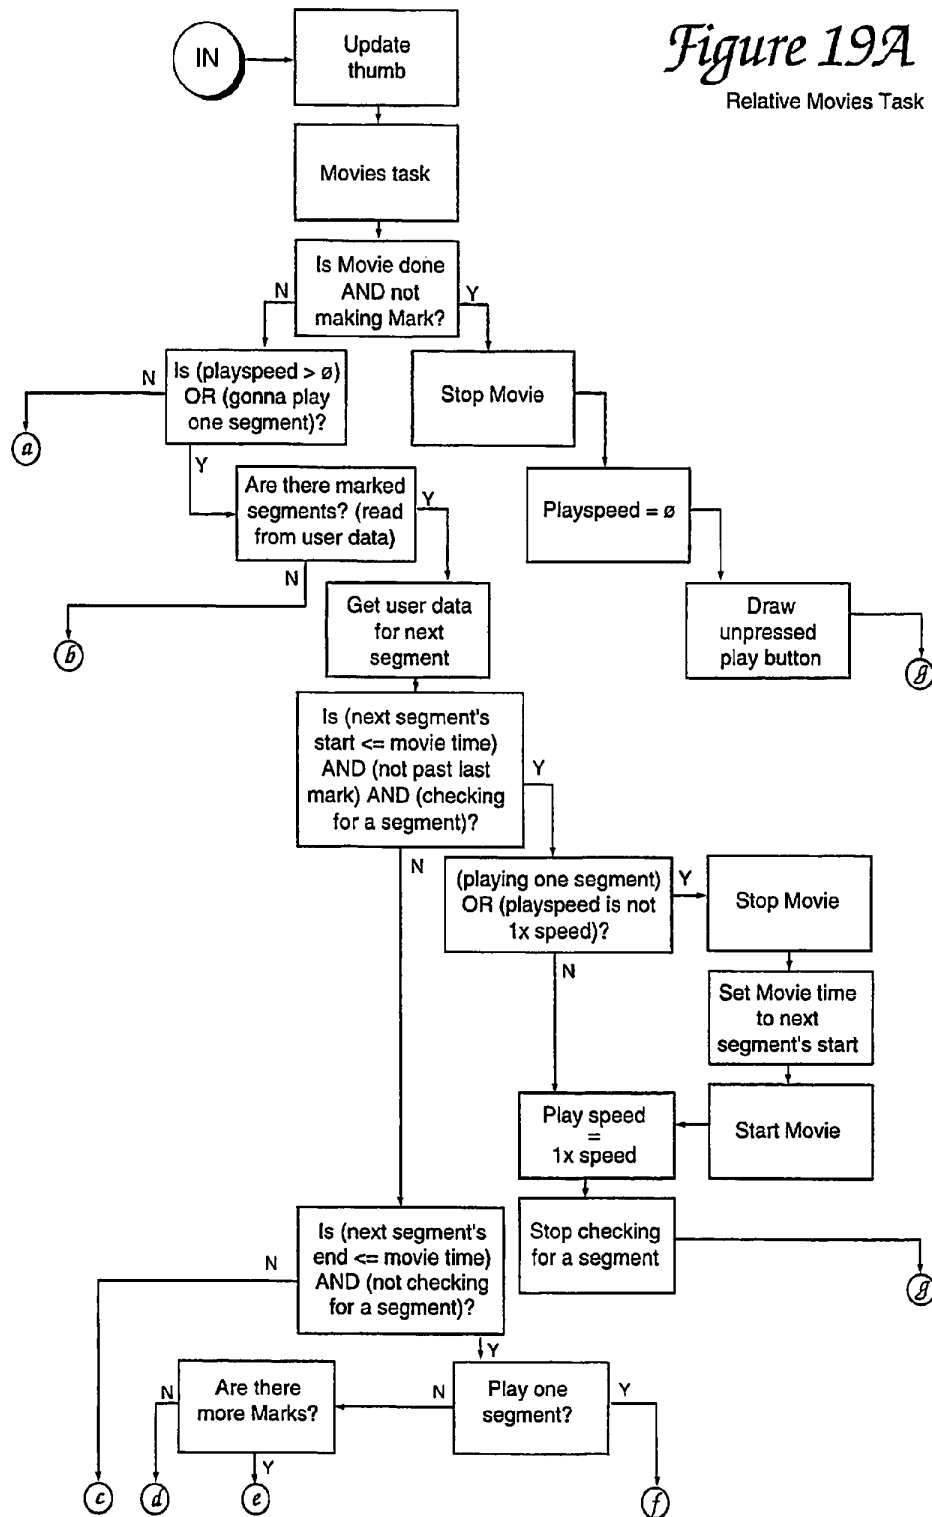 Figure 19A
Relative Movies Task
IN
Update
thumb
Movies task
Is Movie done
AND not
making Mark?
N
Y
Is (playspeed > ø)
OR (gonna play
one segment)?
N
Y
Stop Movie
a
Are there marked
segments? (read
from user data)
Y
N
Playspeed = ø
b
Get user data
for next
segment
Draw
unpressed
play button
g
Is (next segment's
start <= movie time)
AND (not past last
mark) AND (checking
for a segment)?
Y
N
(playing one segment)
OR (playspeed is not
1x speed)?
Y
N
Stop Movie
Set Movie time
to next
segment's start
Play speed
=
1x speed
Start Movie
Stop checking
for a segment
g
Is (next segment's
end <= movie time)
AND (not checking
for a segment)?
N
Y
Are there
more Marks?
N
Y
Play one
segment?
N
Y
c
d
e
f